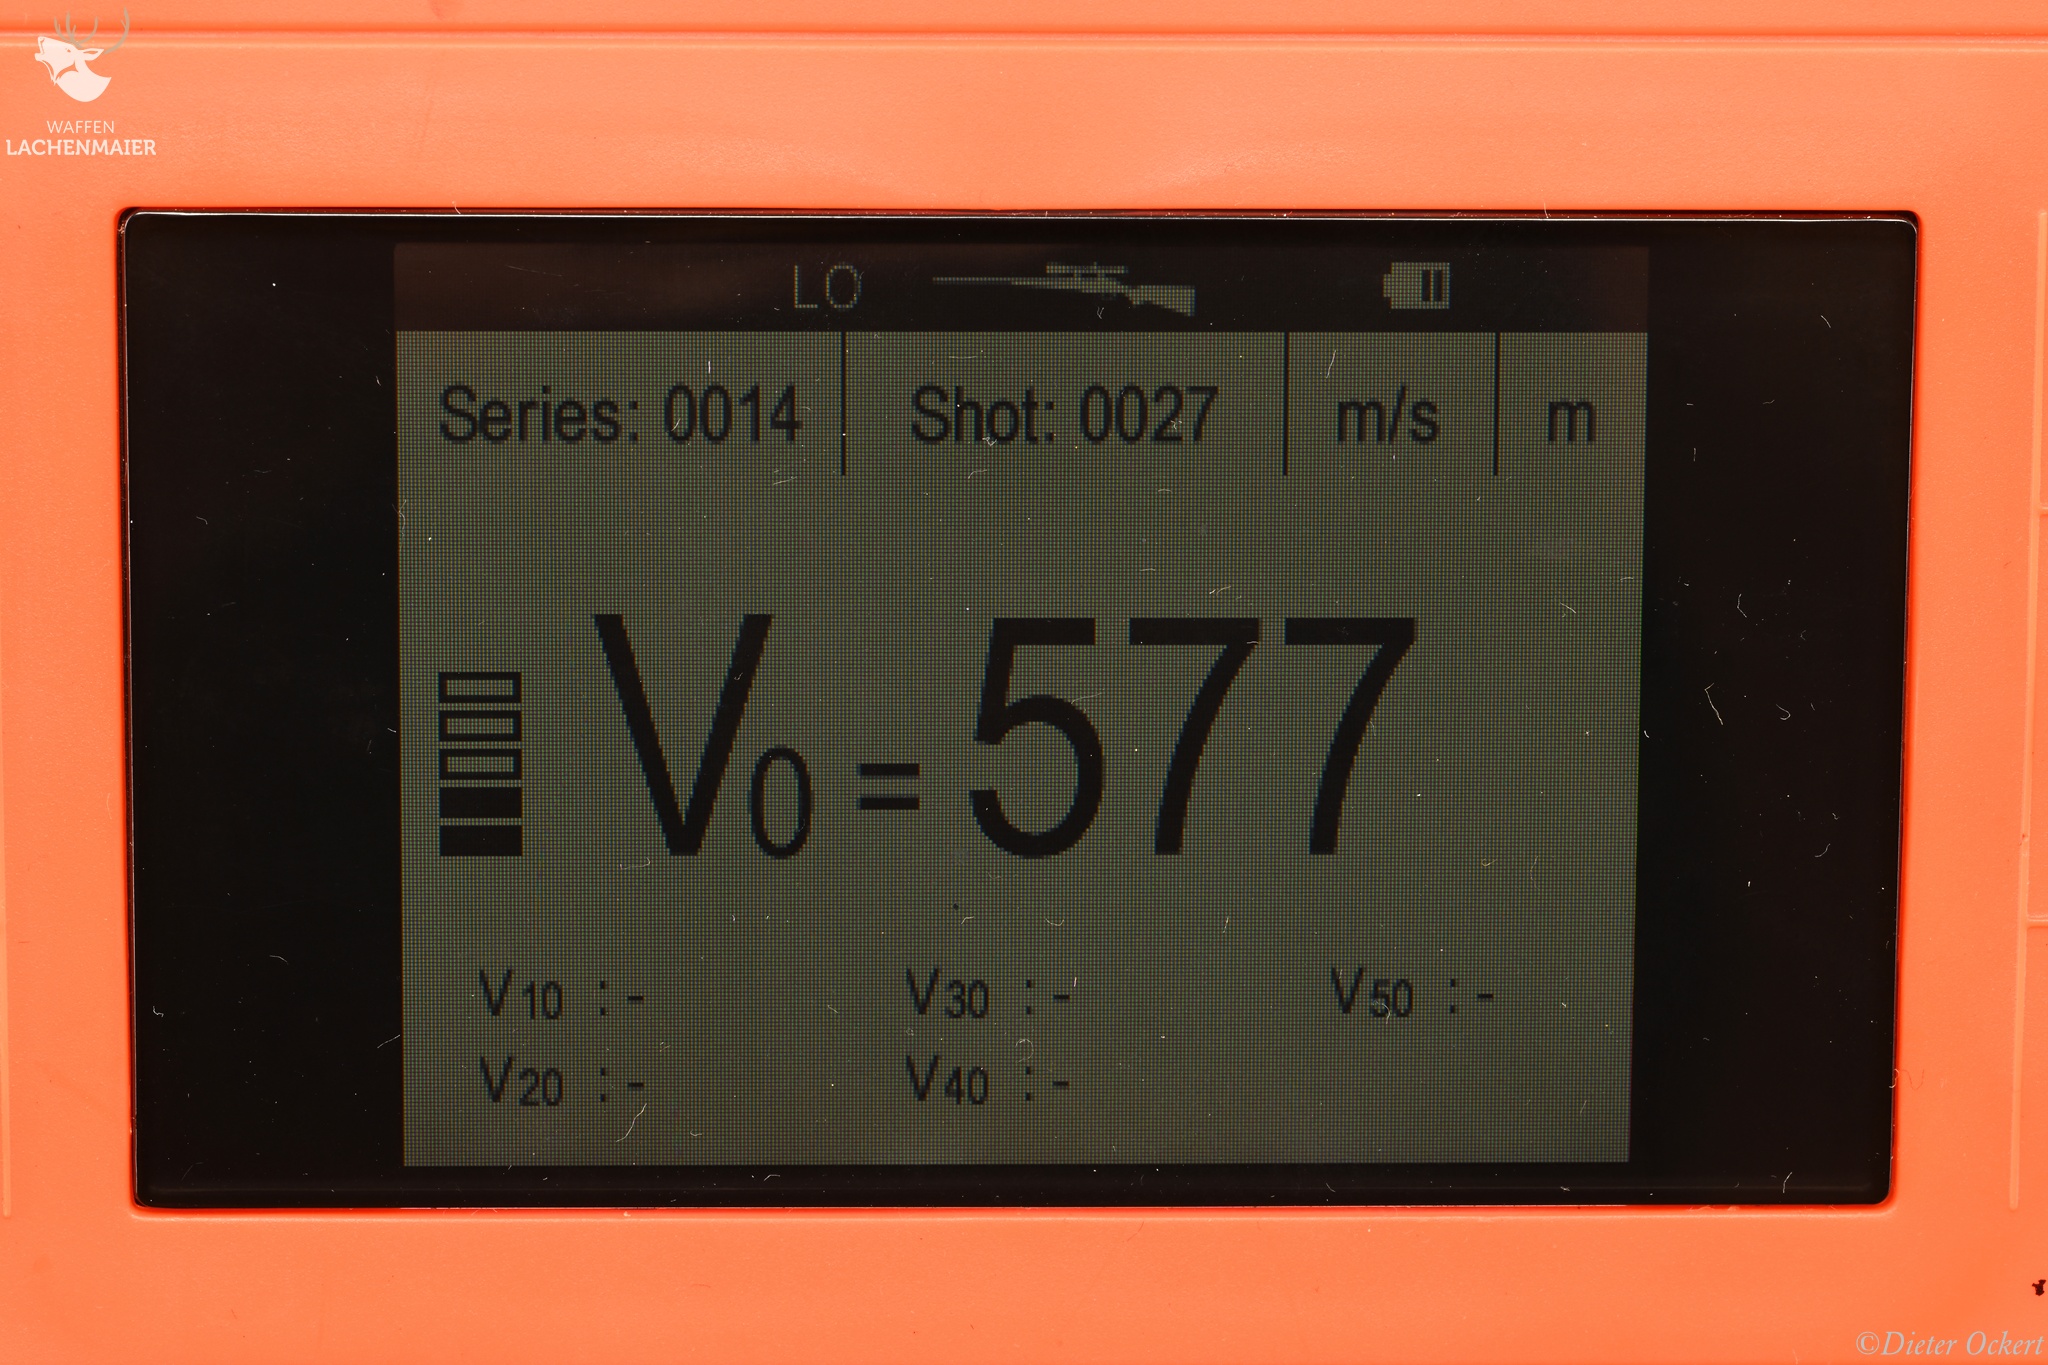 WAFFEN
LACHENMAIER
LO
Series: 0014 Shot: 0027 m/s m
V0 = 577
V10 : - V30 : - V50 : -
V20 : - V40 : -
©Dieter Ockert